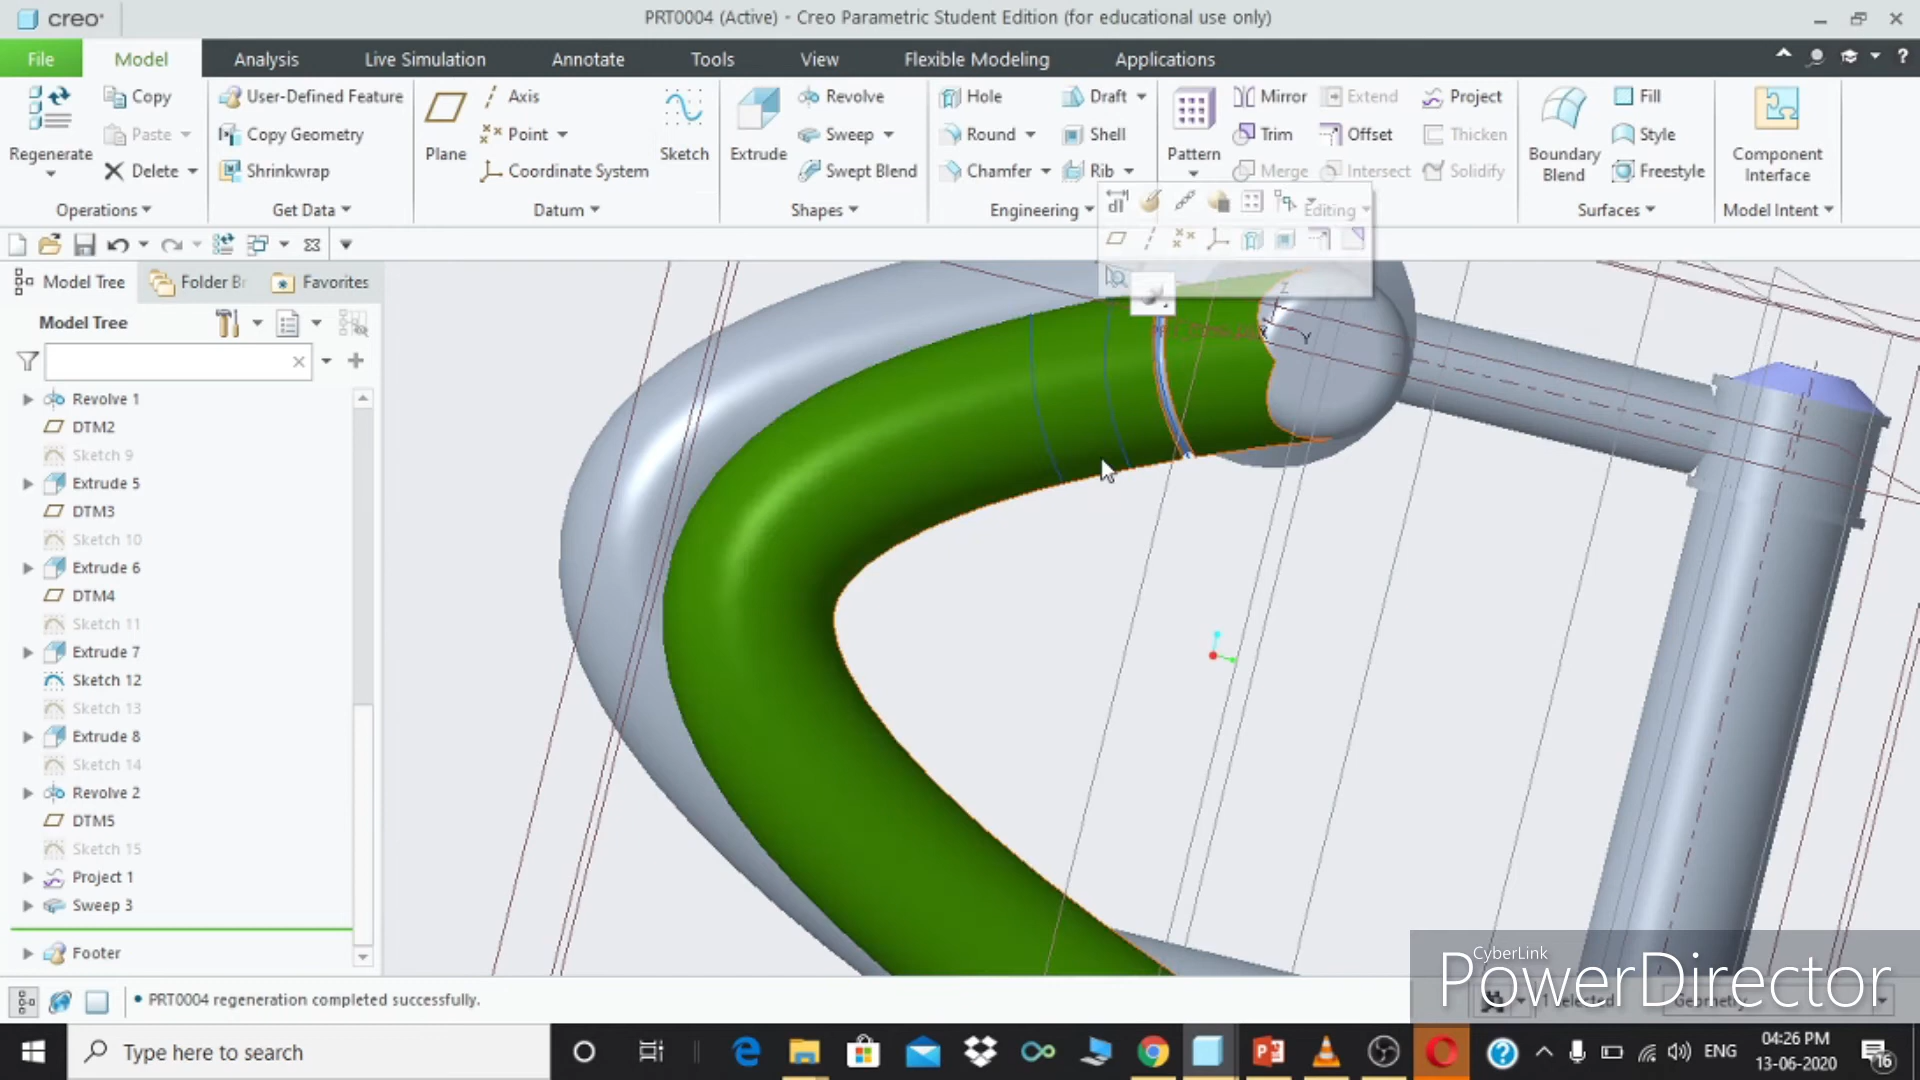 creo
PRT0004 (Active) - Creo Parametric Student Edition (for educational use only)
File Model Analysis Live Simulation Annotate Tools View Flexible Modeling Applications
Regenerate
Copy
Paste
Delete
Operations
User-Defined Feature
Copy Geometry
Shrinkwrap
Get Data
Plane
Axis
Point
Coordinate System
Sketch
Datum
Extrude
Revolve
Sweep
Swept Blend
Shapes
Hole
Round
Chamfer
Draft
Shell
Rib
Engineering
Pattern
Mirror
Trim
Merge
Extend
Offset
Intersect
Project
Thicken
Solidify
Editing
Boundary
Blend
Fill
Style
Freestyle
Surfaces
Component
Interface
Model Intent
Model Tree Folder Br Favorites
Model Tree
Revolve 1
DTM2
Sketch 9
Extrude 5
DTM3
Sketch 10
Extrude 6
DTM4
Sketch 11
Extrude 7
Sketch 12
Sketch 13
Extrude 8
Sketch 14
Revolve 2
DTM5
Sketch 15
Project 1
Sweep 3
Footer
Z
X
Y
PRT0004 regeneration completed successfully.
1 selected
Geometry
CyberLink
PowerDirector
Type here to search
ENG
04:26 PM
13-06-2020
16